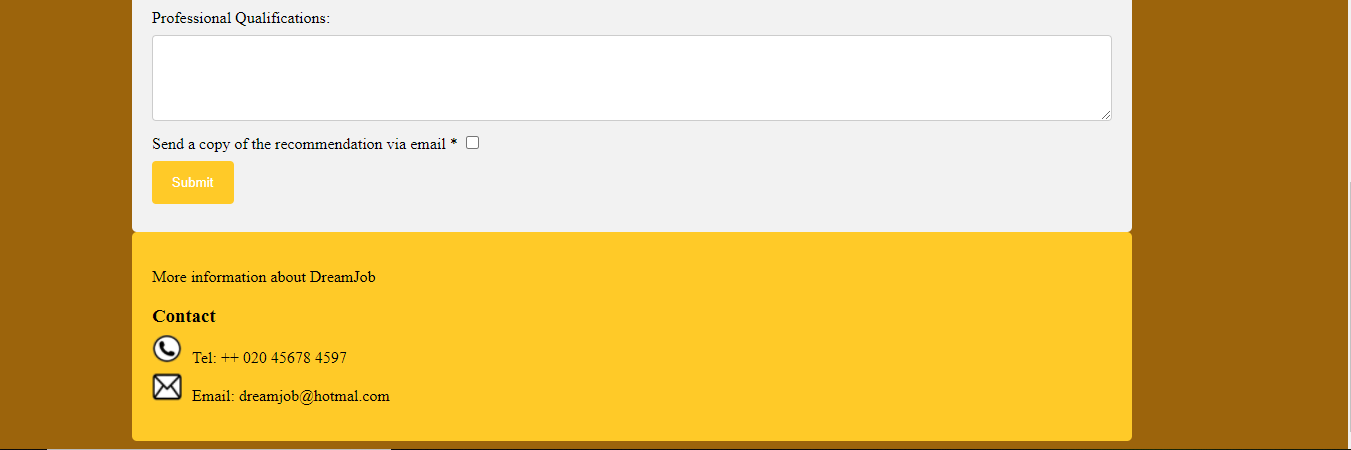 Professional Qualifications:
Send a copy of the recommendation via email *
Submit
More information about DreamJob
Contact
Tel: ++ 020 45678 4597
Email: dreamjob@hotmal.com